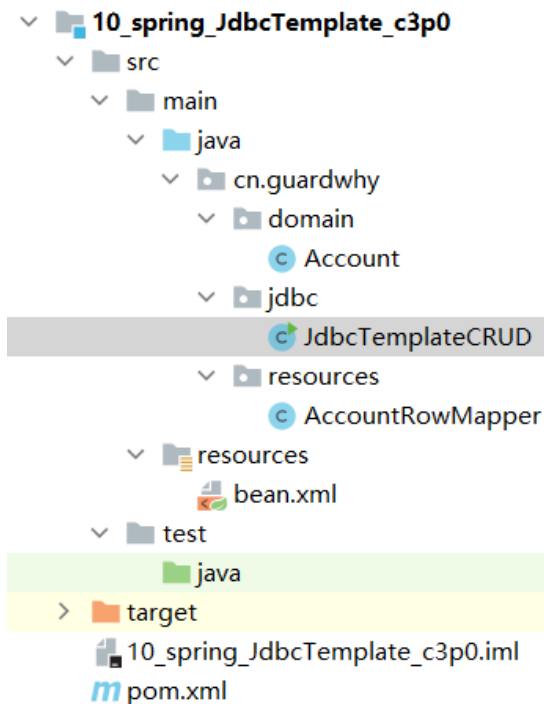 10_spring_JdbcTemplate_c3p0
src
main
java
cn.guardwhy
domain
C Account
jdbc
C JdbcTemplateCRUD
resources
C AccountRowMapper
resources
bean.xml
test
java
target
10_spring_JdbcTemplate_c3p0.iml
m pom.xml